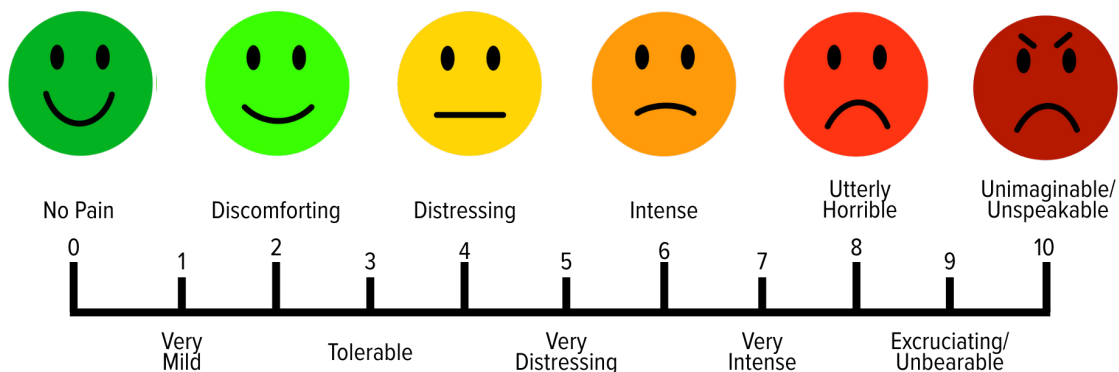 Utterly Unimaginable/
No Pain Discomforting Distressing Intense Horrible Unspeakable
0 1 2 3 4 5 6 7 8 9 10
Very Very Very Excruciating/
Mild Tolerable Distressing Intense Unbearable